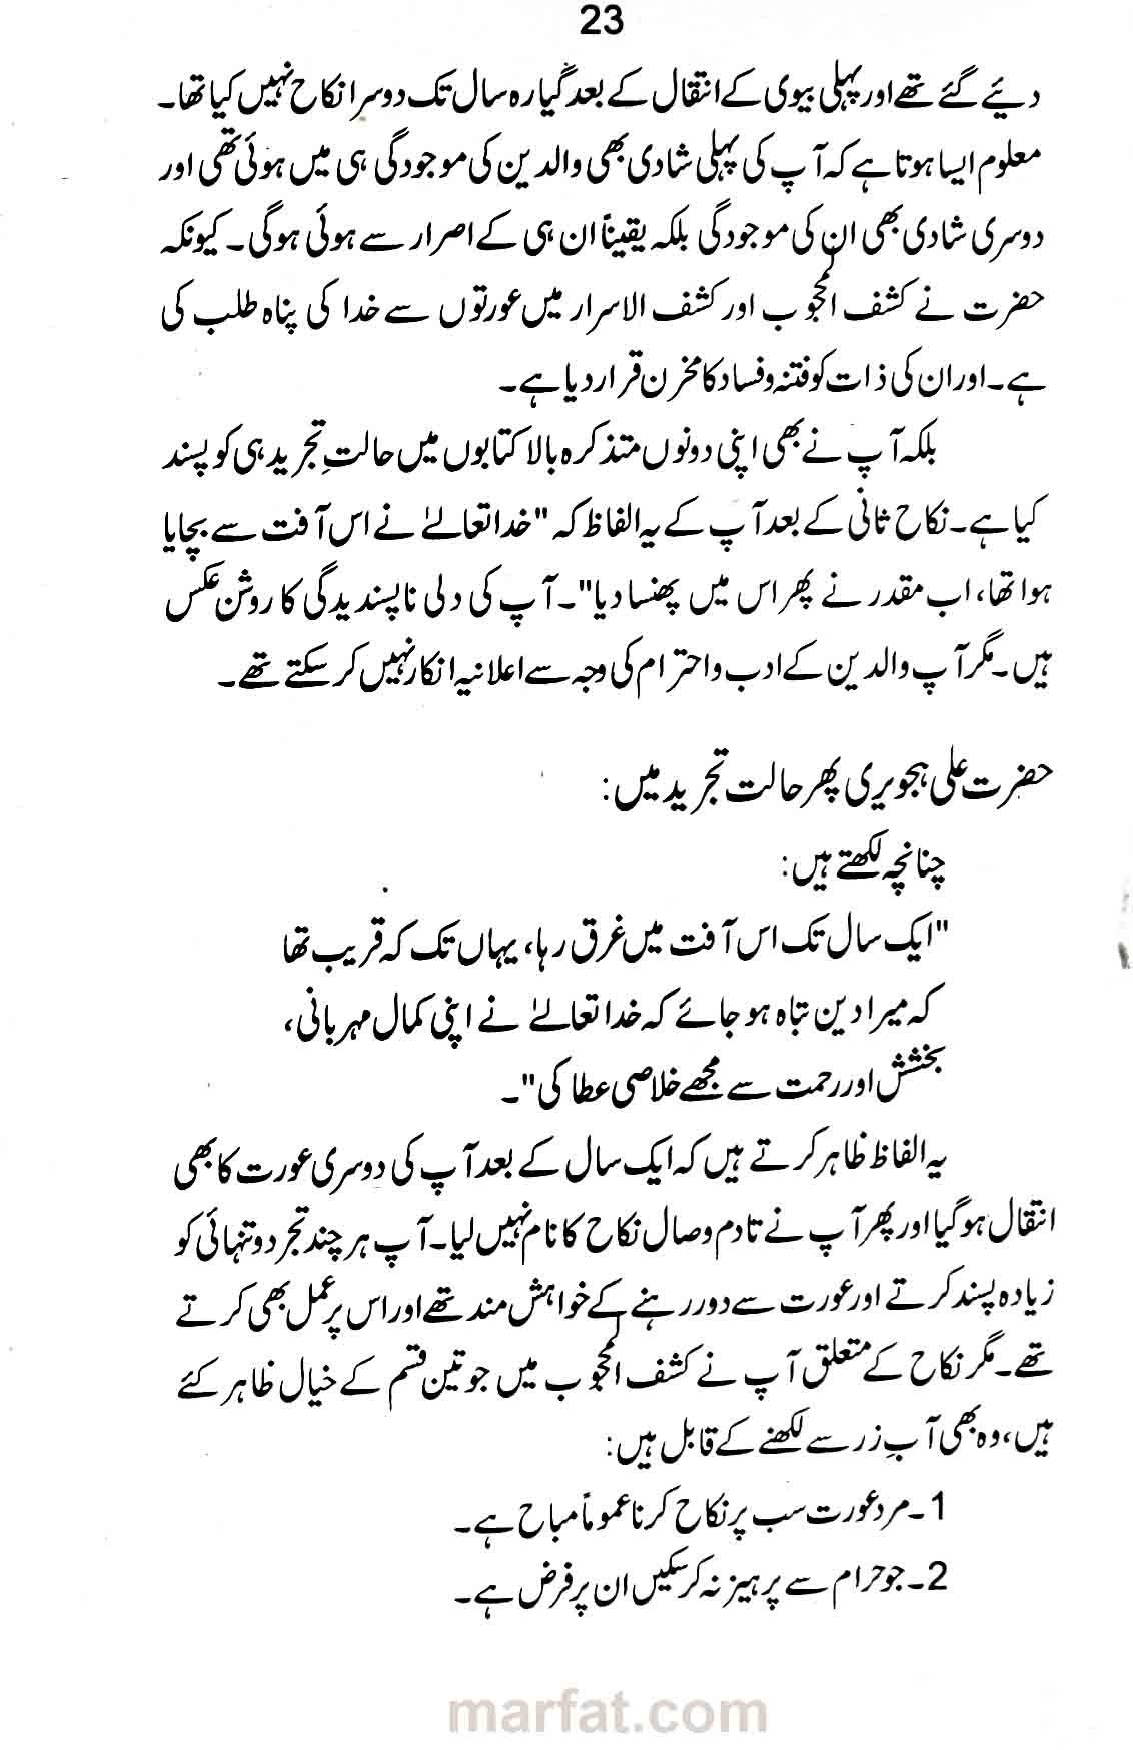 23
دیئے گئے تھے اور پہلی بیوی کے انتقال کے بعد گیارہ سال تک دوسرا نکاح نہیں کیا تھا۔
معلوم ایسا ہوتا ہے کہ آپ کی پہلی شادی بھی والدین کی موجودگی ہی میں ہوئی تھی اور
دوسری شادی بھی ان کی موجودگی بلکہ یقیناً ان ہی کے اصرار سے ہوئی ہوگی۔ کیونکہ
حضرت نے کشف المحجوب اور کشف الاسرار میں عورتوں سے خدا کی پناہ طلب کی
ہے۔ اور ان کی ذات کو فتنہ و فساد کا مخزن قرار دیا ہے۔
بلکہ آپ نے بھی اپنی دونوں متذکرہ بالا کتابوں میں حالتِ تجرید ہی کو پسند
کیا ہے۔ نکاح ثانی کے بعد آپ کے یہ الفاظ کہ "خدا تعالےٰ نے اس آفت سے بچایا
ہوا تھا، اب مقدر نے پھر اس میں پھنسا دیا"۔ آپ کی دلی ناپسندیدگی کا روشن عکس
ہیں۔ مگر آپ والدین کے ادب و احترام کی وجہ سے اعلانیہ انکار نہیں کر سکتے تھے۔
حضرت علی ہجویری پھر حالت تجرید میں:
چنانچہ لکھتے ہیں:
"ایک سال تک اس آفت میں غرق رہا، یہاں تک کہ قریب تھا
کہ میرا دین تباہ ہو جائے کہ خدا تعالےٰ نے اپنی کمال مہربانی،
بخشش اور رحمت سے مجھے خلاصی عطا کی"۔
یہ الفاظ ظاہر کرتے ہیں کہ ایک سال کے بعد آپ کی دوسری عورت کا بھی
انتقال ہو گیا اور پھر آپ نے تادم وصال نکاح کا نام نہیں لیا۔ آپ ہر چند تجرد و تنہائی کو
زیادہ پسند کرتے اور عورت سے دور رہنے کے خواہش مند تھے اور اس پر عمل بھی کرتے
تھے۔ مگر نکاح کے متعلق آپ نے کشف المحجوب میں جو تین قسم کے خیال ظاہر کئے
ہیں، وہ بھی آبِ زر سے لکھنے کے قابل ہیں:
1۔ مرد عورت سب پر نکاح کرنا عموماً مباح ہے۔
2۔ جو حرام سے پرہیز نہ کر سکیں ان پر فرض ہے۔
marfat.com